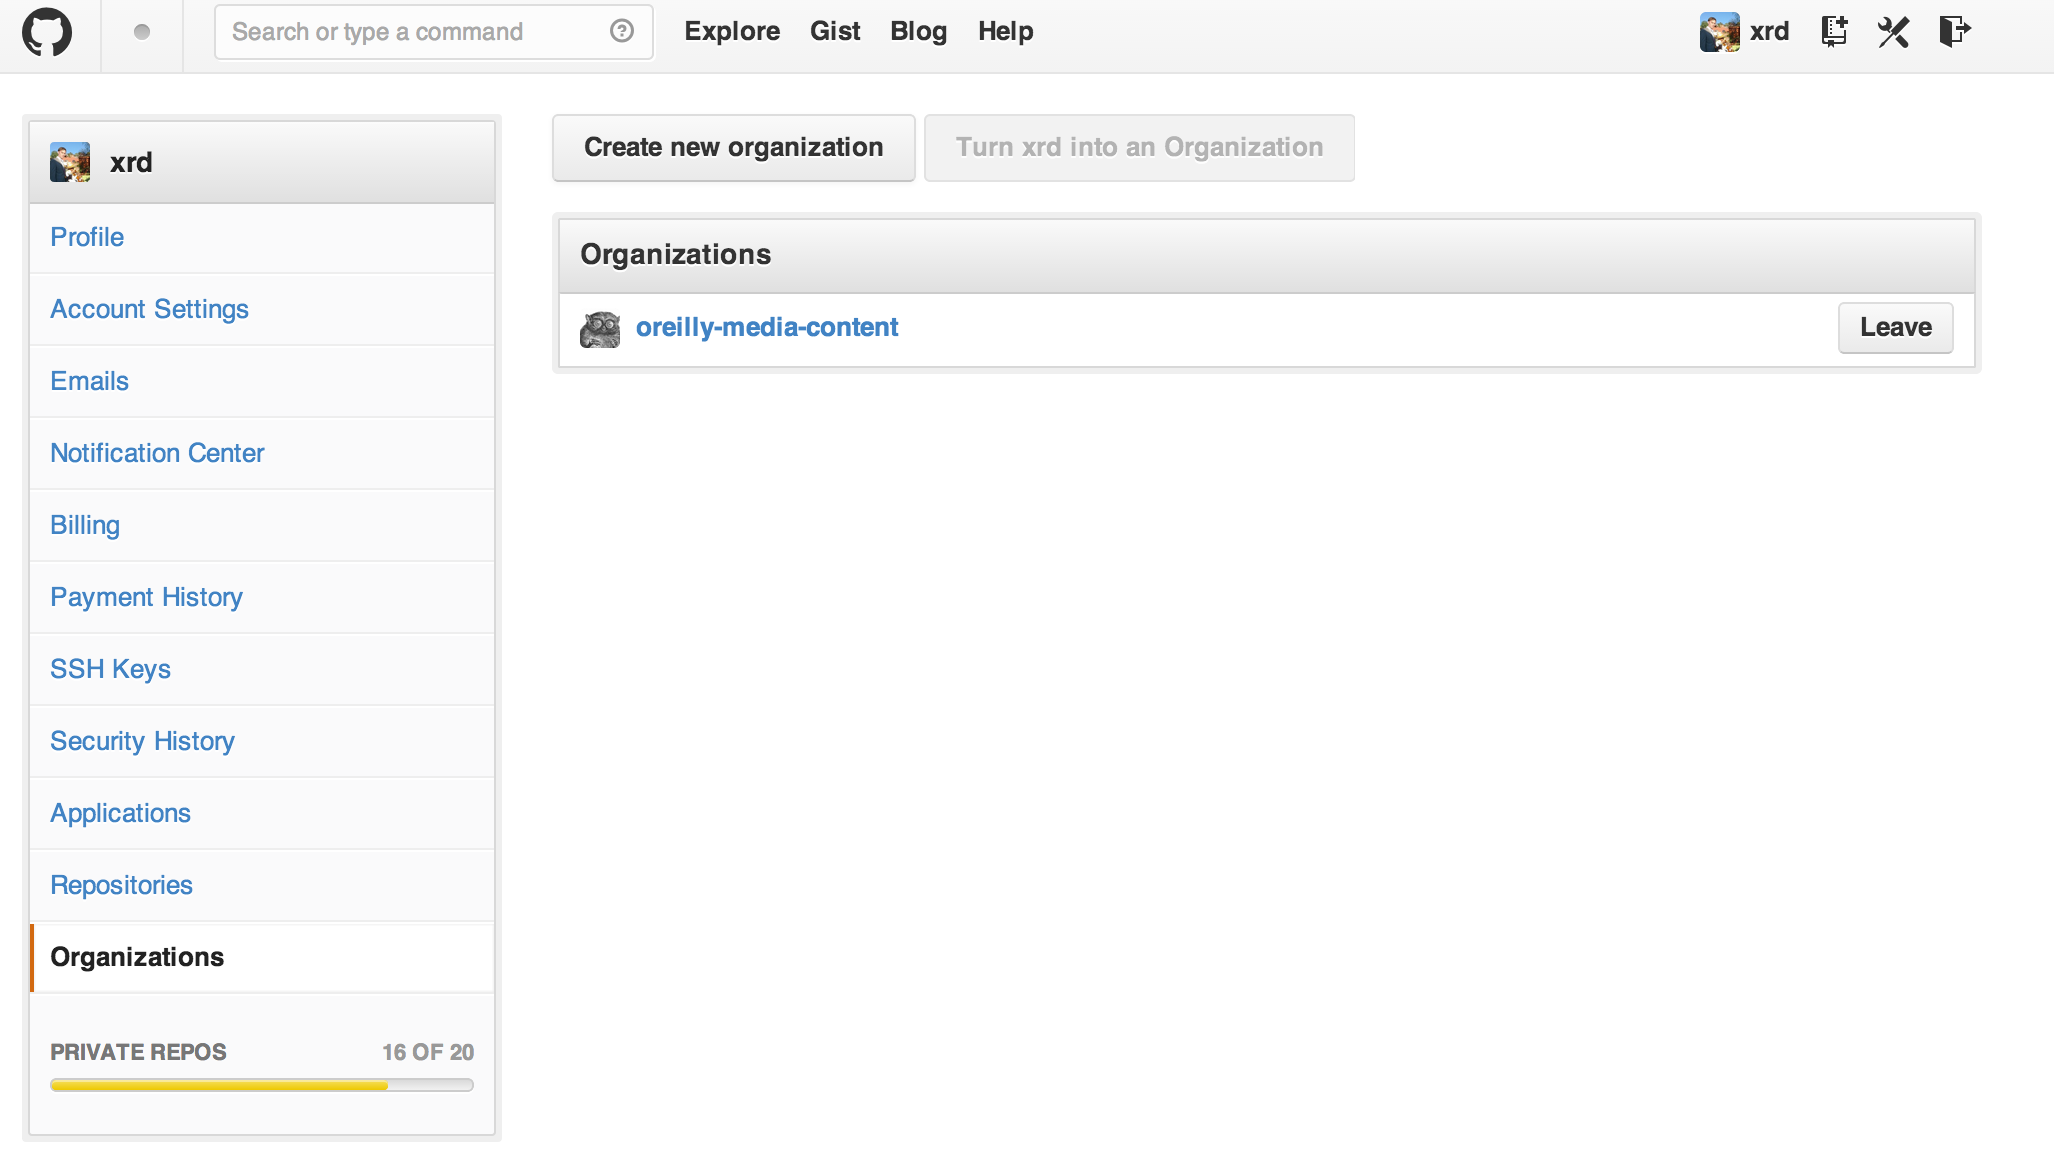 Search or type a command
Explore Gist Blog Help
xrd
xrd
Profile
Account Settings
Emails
Notification Center
Billing
Payment History
SSH Keys
Security History
Applications
Repositories
Organizations
PRIVATE REPOS 16 OF 20
Create new organization
Turn xrd into an Organization
Organizations
oreilly-media-content
Leave